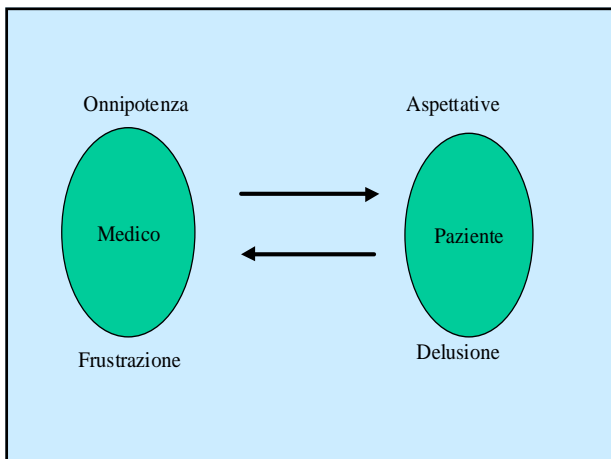 Onnipotenza
Aspettative
Medico
Paziente
Frustrazione
Delusione